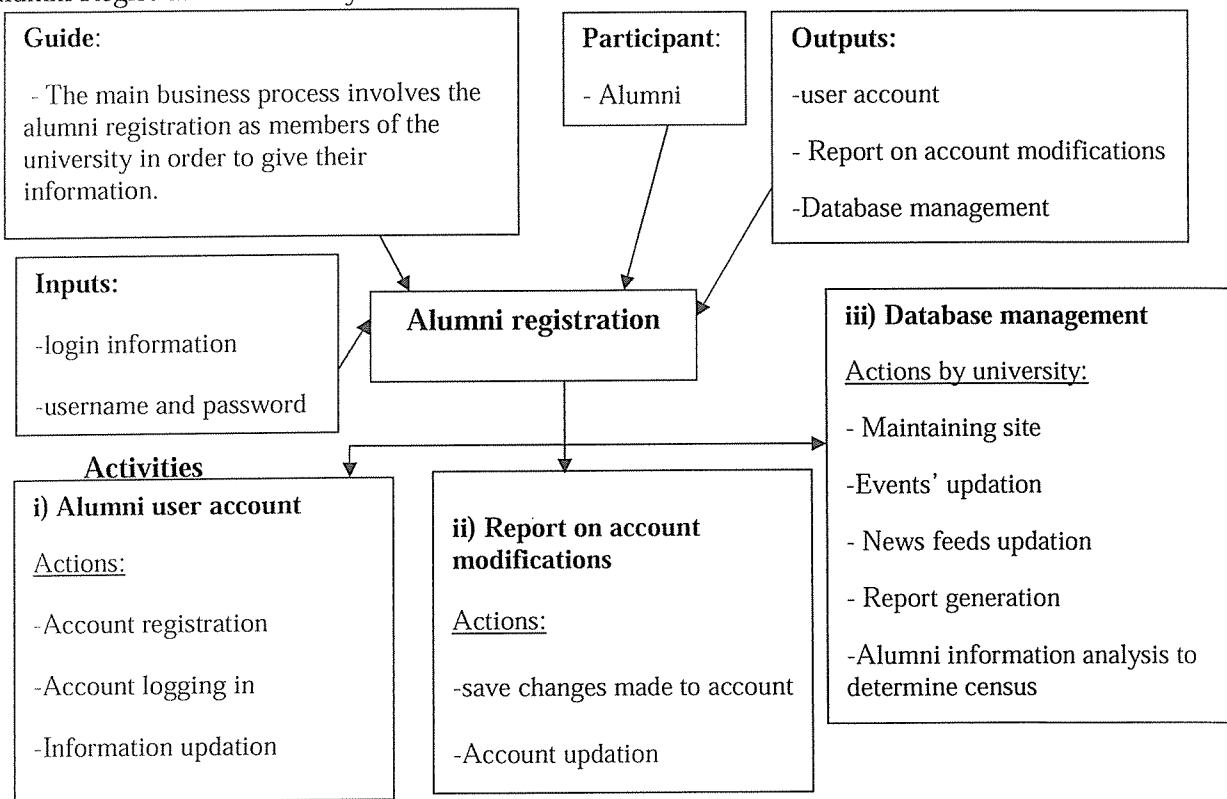 Guide:
- The main business process involves the
alumni registration as members of the
university in order to give their
information.
Participant:
- Alumni
Outputs:
-user account
- Report on account modifications
-Database management
Inputs:
-login information
-username and password
Alumni registration
Activities
i) Alumni user account
Actions:
-Account registration
-Account logging in
-Information updation
ii) Report on account
modifications
Actions:
-save changes made to account
-Account updation
iii) Database management
Actions by university:
- Maintaining site
-Events' updation
- News feeds updation
- Report generation
-Alumni information analysis to
determine census